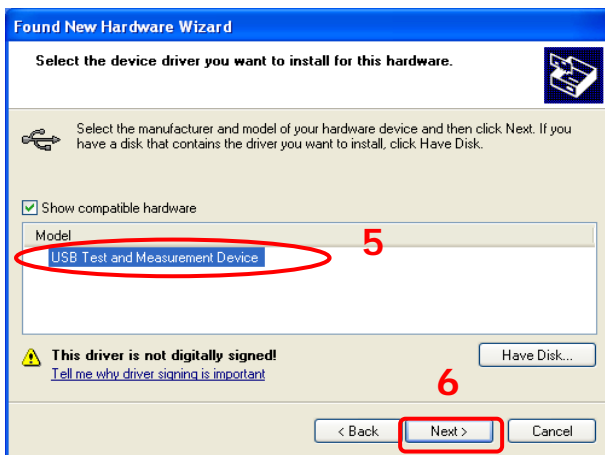 Found New Hardware Wizard
Select the device driver you want to install for this hardware.
Select the manufacturer and model of your hardware device and then click Next. If you
have a disk that contains the driver you want to install, click Have Disk.
Show compatible hardware
Model
5
USB Test and Measurement Device
This driver is not digitally signed!
Have Disk...
Tell me why driver signing is important
6
< Back
Next >
Cancel